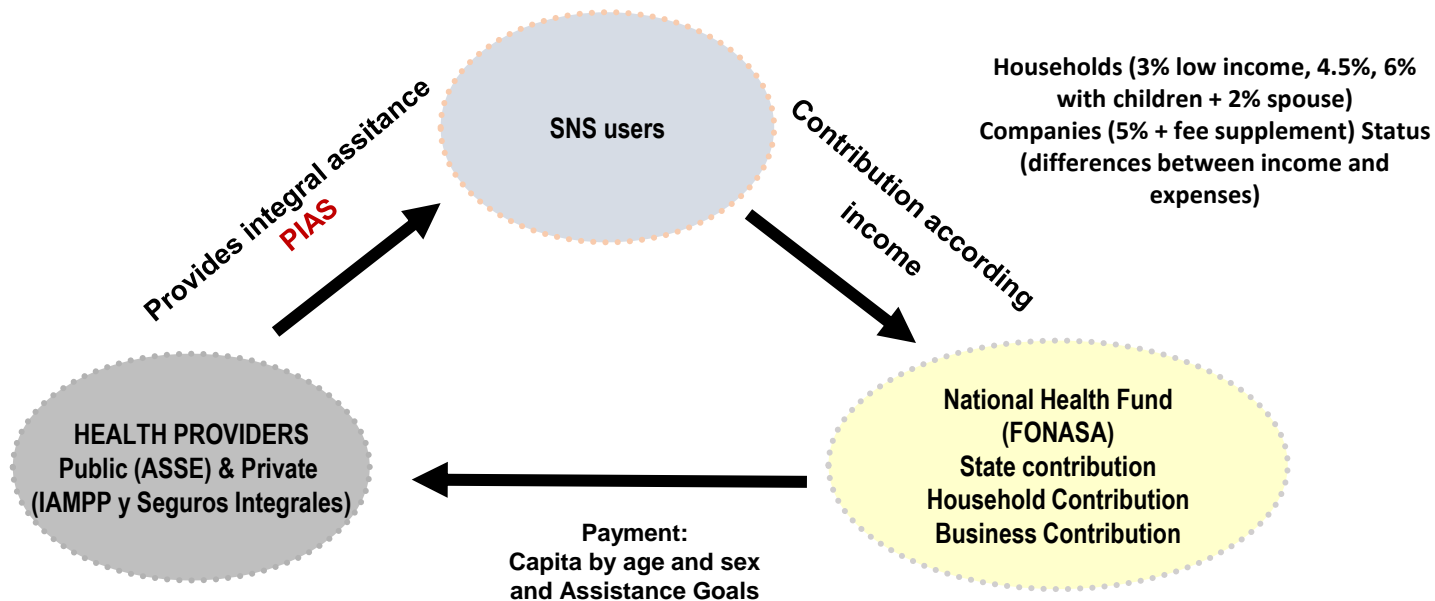 Households (3% low income, 4.5%, 6%
with children + 2% spouse)
Companies (5% + fee supplement) Status
(differences between income and
expenses)
SNS users
Provides integral assitance
PIAS
Contribution according
income
HEALTH PROVIDERS
Public (ASSE) & Private
(IAMPP y Seguros Integrales)
National Health Fund
(FONASA)
State contribution
Household Contribution
Business Contribution
Payment:
Capita by age and sex
and Assistance Goals